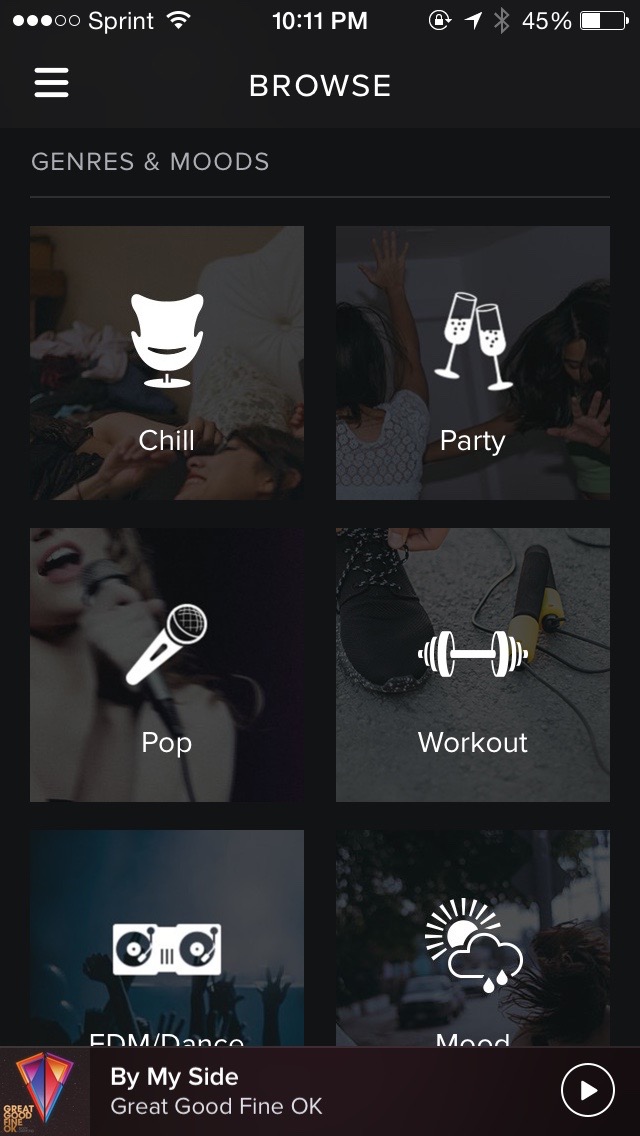 Sprint 10:11 PM 45%
BROWSE
GENRES & MOODS
Chill Party
Pop Workout
EDM/Dance Mood
GREAT
GOOD
FINE
OK
By My Side
Great Good Fine OK